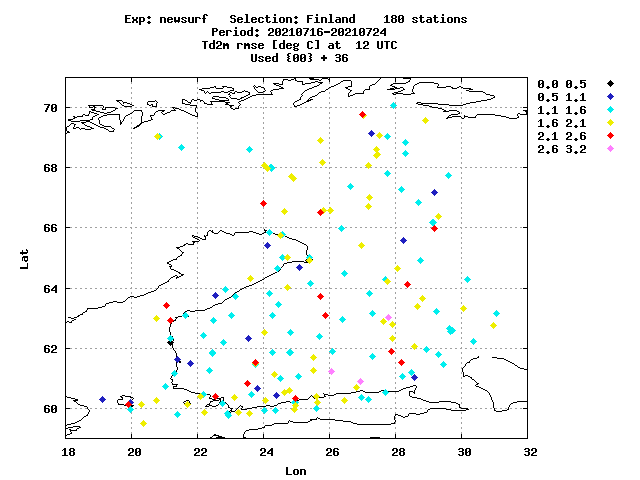 Exp: newsurf Selection: Finland 180 stations
Period: 20210716-20210724
Td2m rmse [deg C] at 12 UTC
Used {00} + 36
0.0 0.5
0.5 1.1
1.1 1.6
1.6 2.1
2.1 2.6
2.6 3.2
70
68
66
64
62
60
Lat
18 20 22 24 26 28 30 32
Lon